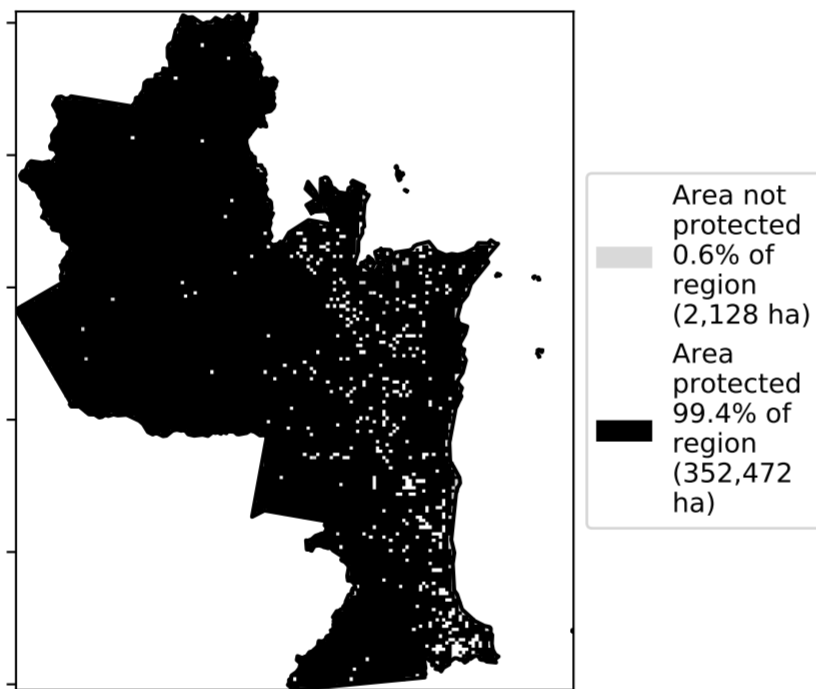 Area not
protected
0.6% of
region
(2,128 ha)
Area
protected
99.4% of
region
(352,472
ha)